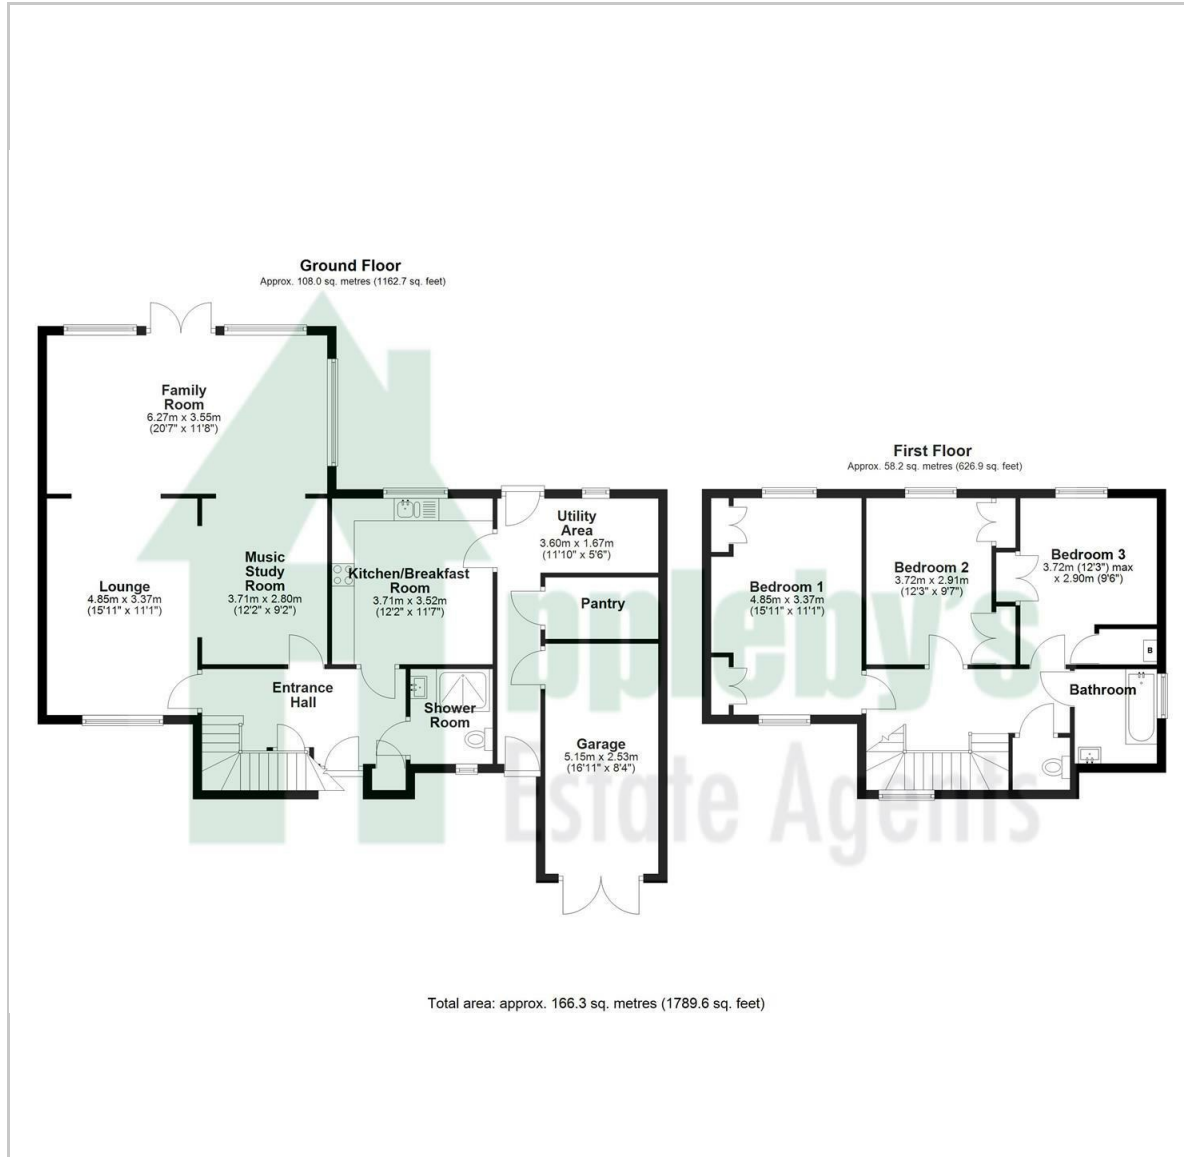 Ground Floor
Approx. 108.0 sq. metres (1162.7 sq. feet)
Family
Room
6.27m x 3.55m
(20'7" x 11'8")
Lounge
4.85m x 3.37m
(15'11" x 11'1")
Music
Study
Room
3.71m x 2.80m
(12'2" x 9'2")
Kitchen/Breakfast
Room
3.71m x 3.52m
(12'2" x 11'7")
Utility
Area
3.60m x 1.67m
(11'10" x 5'6")
Pantry
Entrance
Hall
Shower
Room
Garage
5.15m x 2.53m
(16'11" x 8'4")
First Floor
Approx. 58.2 sq. metres (626.9 sq. feet)
Bedroom 1
4.85m x 3.37m
(15'11" x 11'1")
Bedroom 2
3.72m x 2.91m
(12'3" x 9'7")
Bedroom 3
3.72m (12'3") max
x 2.90m (9'6")
B
Bathroom
ppleby's
Estate Agents
Total area: approx. 166.3 sq. metres (1789.6 sq. feet)